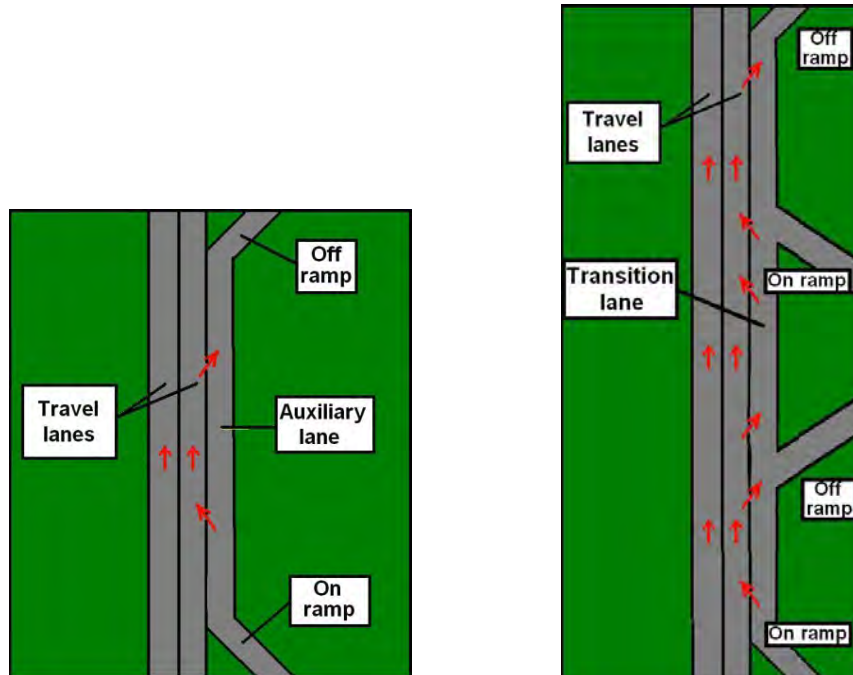 Off
ramp
Travel
lanes
Auxiliary
lane
On
ramp
Off
ramp
Travel
lanes
On ramp
Transition
lane
Off
ramp
On ramp